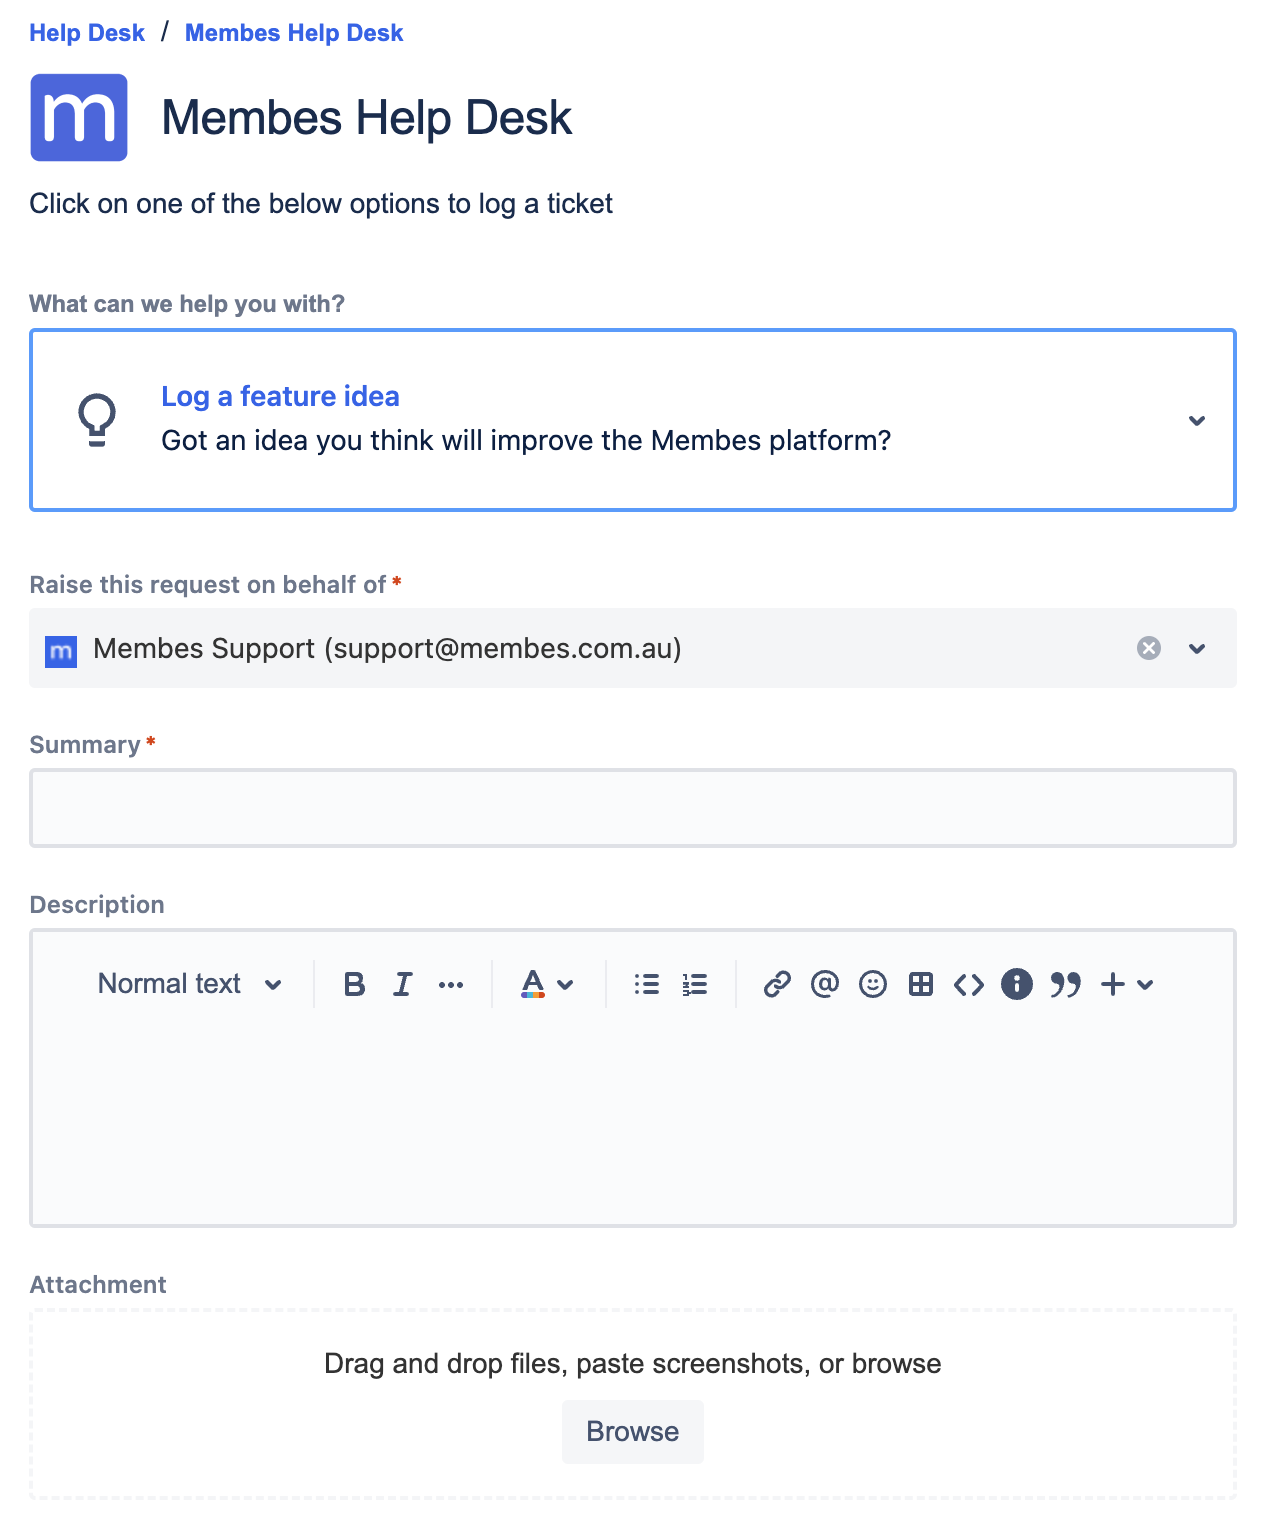 Help Desk / Membes Help Desk
m
Membes Help Desk
Click on one of the below options to log a ticket
What can we help you with?
Log a feature idea
Got an idea you think will improve the Membes platform?
Raise this request on behalf of *
m Membes Support (support@membes.com.au)
Summary *
Description
Normal text B I ... A @
Attachment
Drag and drop files, paste screenshots, or browse
Browse